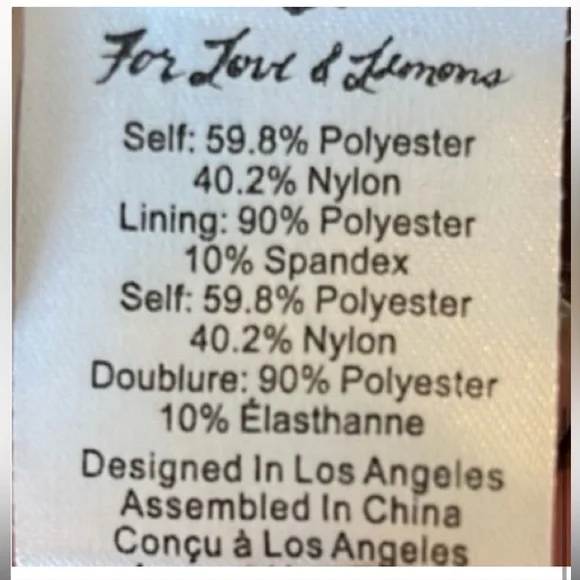 For Love & Lemons
Self: 59.8% Polyester
40.2% Nylon
Lining: 90% Polyester
10% Spandex
Self: 59.8% Polyester
40.2% Nylon
Doublure: 90% Polyester
10% Élasthanne
Designed In Los Angeles
Assembled In China
Conçu à Los Angeles